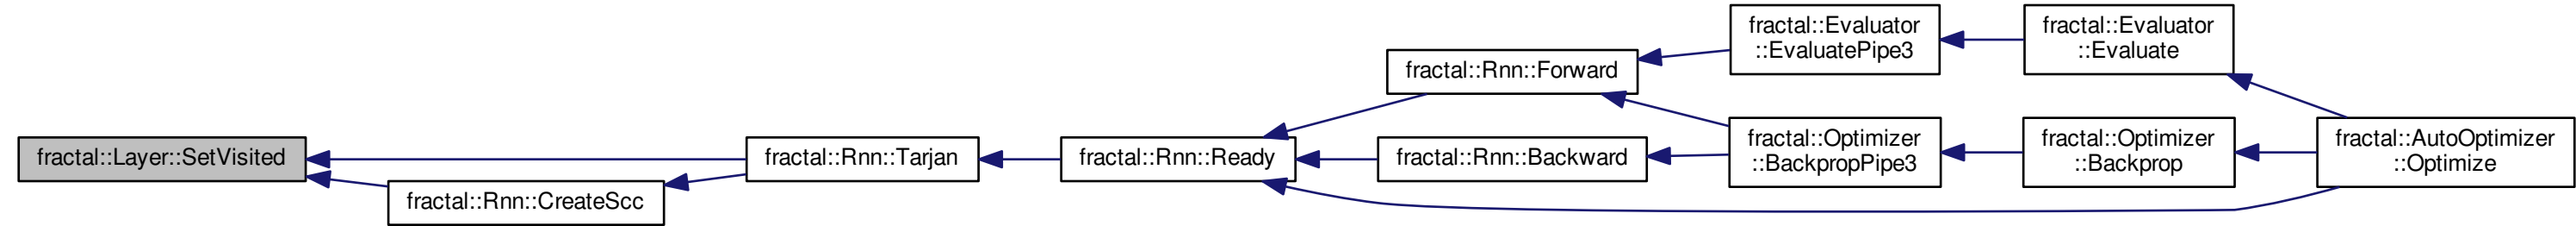 fractal::Layer::SetVisited
fractal::Rnn::CreateScc
fractal::Rnn::Tarjan
fractal::Rnn::Ready
fractal::Rnn::Forward
fractal::Rnn::Backward
fractal::Evaluator
::EvaluatePipe3
fractal::Optimizer
::BackpropPipe3
fractal::Evaluator
::Evaluate
fractal::Optimizer
::Backprop
fractal::AutoOptimizer
::Optimize